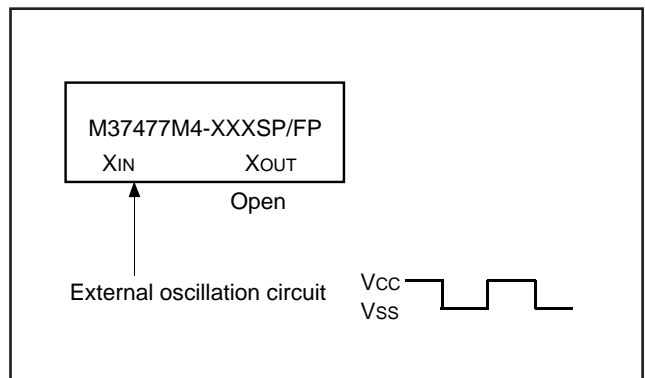 M37477M4-XXXSP/FP
XIN XOUT
Open
External oscillation circuit
VCC
VSS